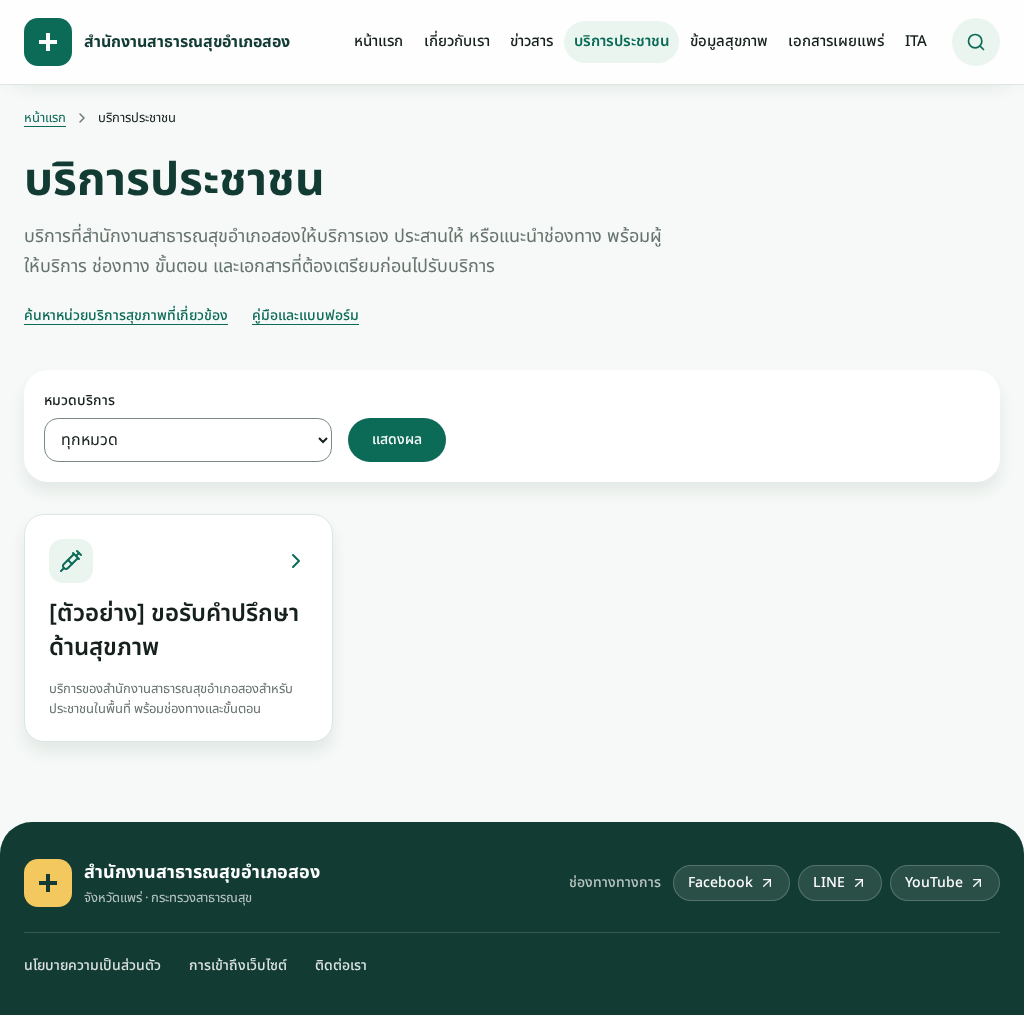 สำนักงานสาธารณสุขอำเภอสอง
หน้าแรก เกี่ยวกับเรา ข่าวสาร บริการประชาชน ข้อมูลสุขภาพ เอกสารเผยแพร่ ITA
หน้าแรก บริการประชาชน
บริการประชาชน
บริการที่สำนักงานสาธารณสุขอำเภอสองให้บริการเอง ประสานให้ หรือแนะนำช่องทาง พร้อมผู้
ให้บริการ ช่องทาง ขั้นตอน และเอกสารที่ต้องเตรียมก่อนไปรับบริการ
ค้นหาหน่วยบริการสุขภาพที่เกี่ยวข้อง คู่มือและแบบฟอร์ม
หมวดบริการ
ทุกหมวด แสดงผล
[ตัวอย่าง] ขอรับคำปรึกษา
ด้านสุขภาพ
บริการของสำนักงานสาธารณสุขอำเภอสองสำหรับ
ประชาชนในพื้นที่ พร้อมช่องทางและขั้นตอน
สำนักงานสาธารณสุขอำเภอสอง
จังหวัดแพร่ · กระทรวงสาธารณสุข
ช่องทางทางการ Facebook LINE YouTube
นโยบายความเป็นส่วนตัว การเข้าถึงเว็บไซต์ ติดต่อเรา